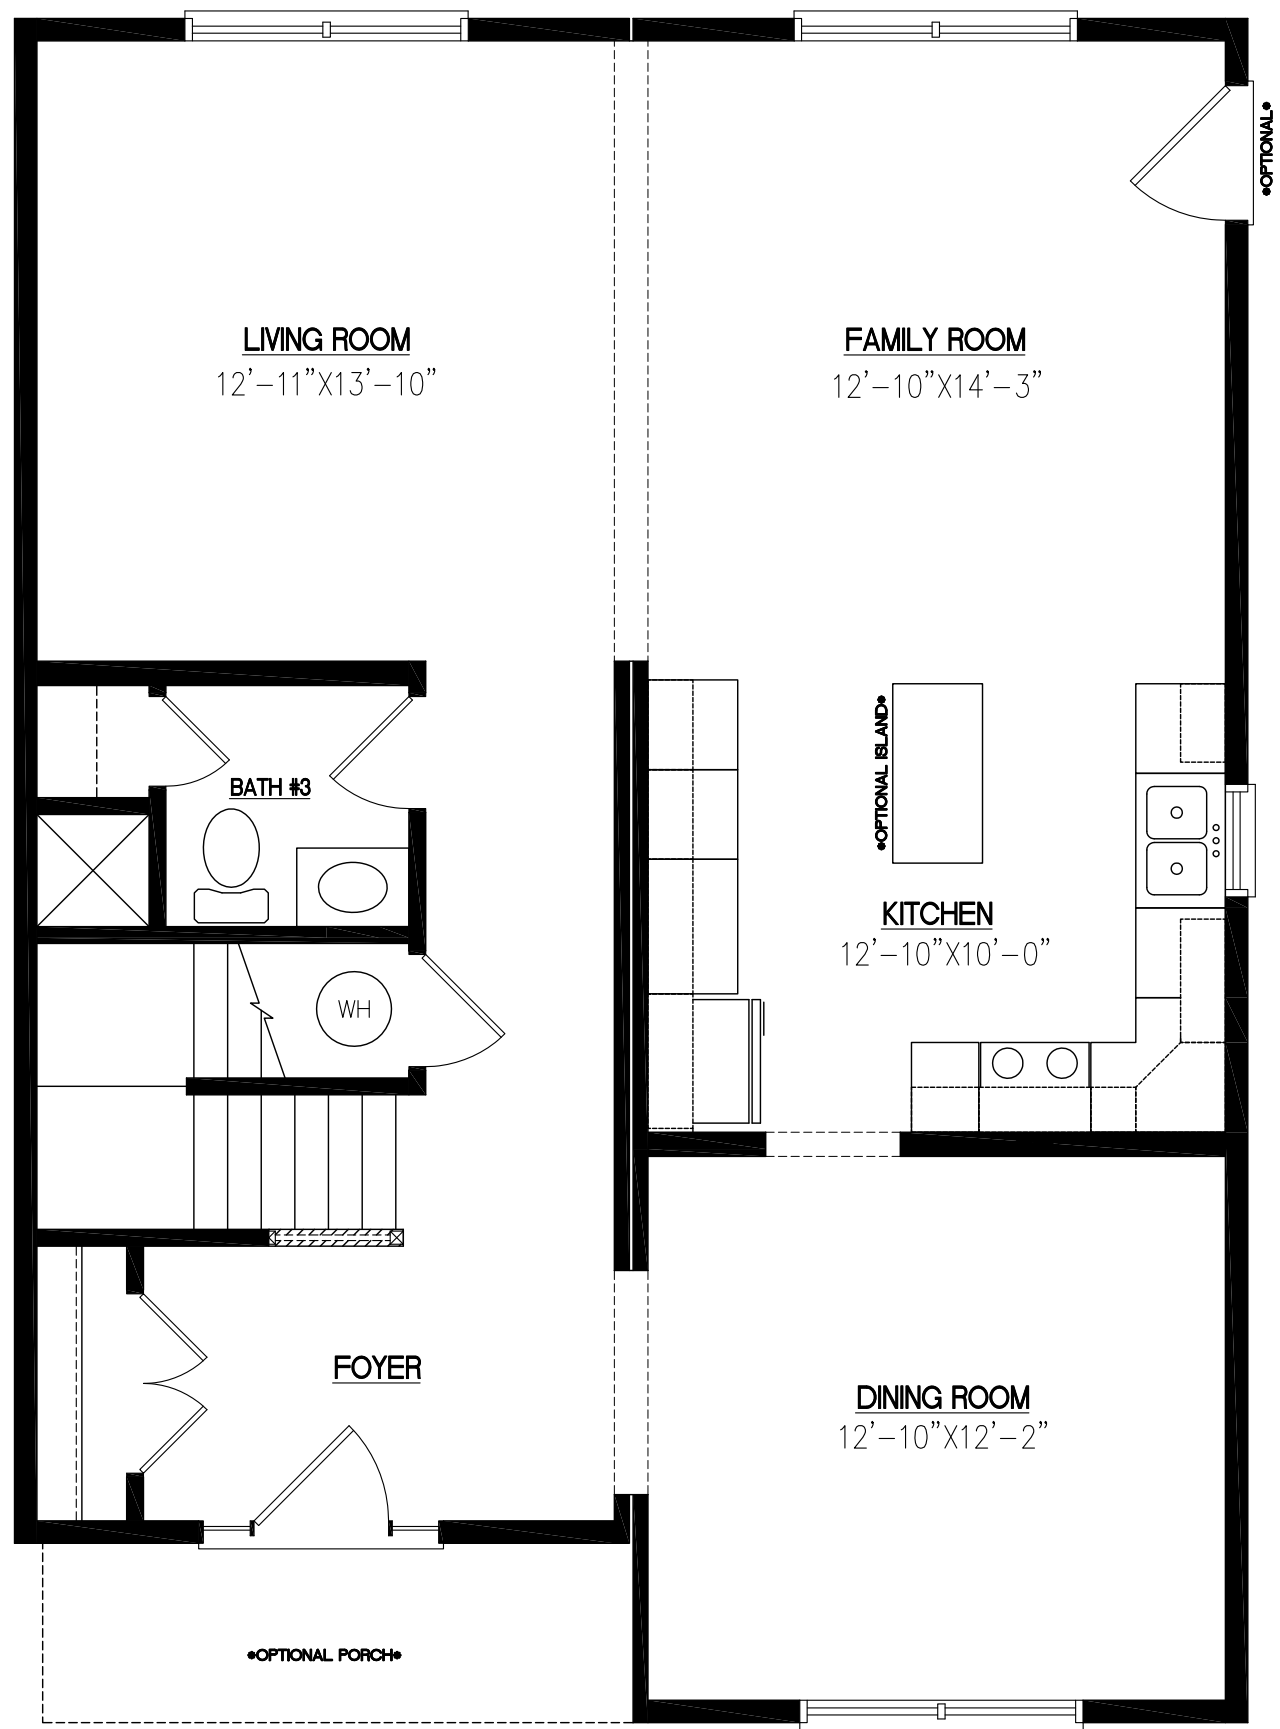 *OPTIONAL*
LIVING ROOM
12'-11"X13'-10"
FAMILY ROOM
12'-10"X14'-3"
*OPTIONAL ISLAND*
BATH #3
KITCHEN
12'-10"X10'-0"
WH
FOYER
DINING ROOM
12'-10"X12'-2"
*OPTIONAL PORCH*